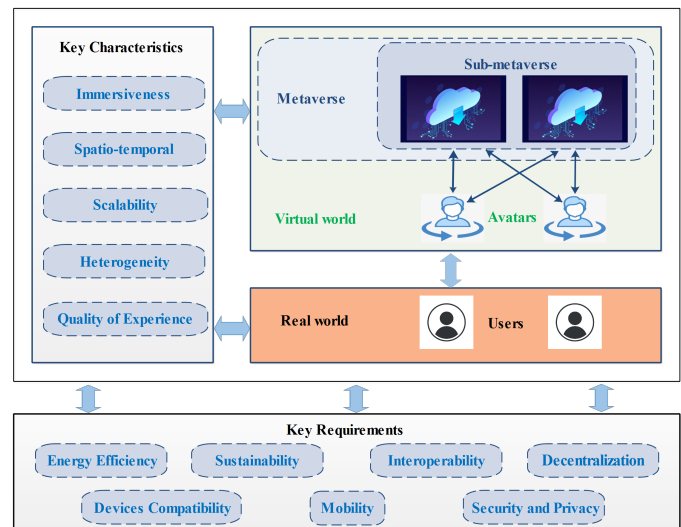 Key Characteristics
Immersiveness
Spatio-temporal
Scalability
Heterogeneity
Quality of Experience
Sub-metaverse
Metaverse
Virtual world
Avatars
Real world
Users
Key Requirements
Energy Efficiency
Sustainability
Interoperability
Decentralization
Devices Compatibility
Mobility
Security and Privacy